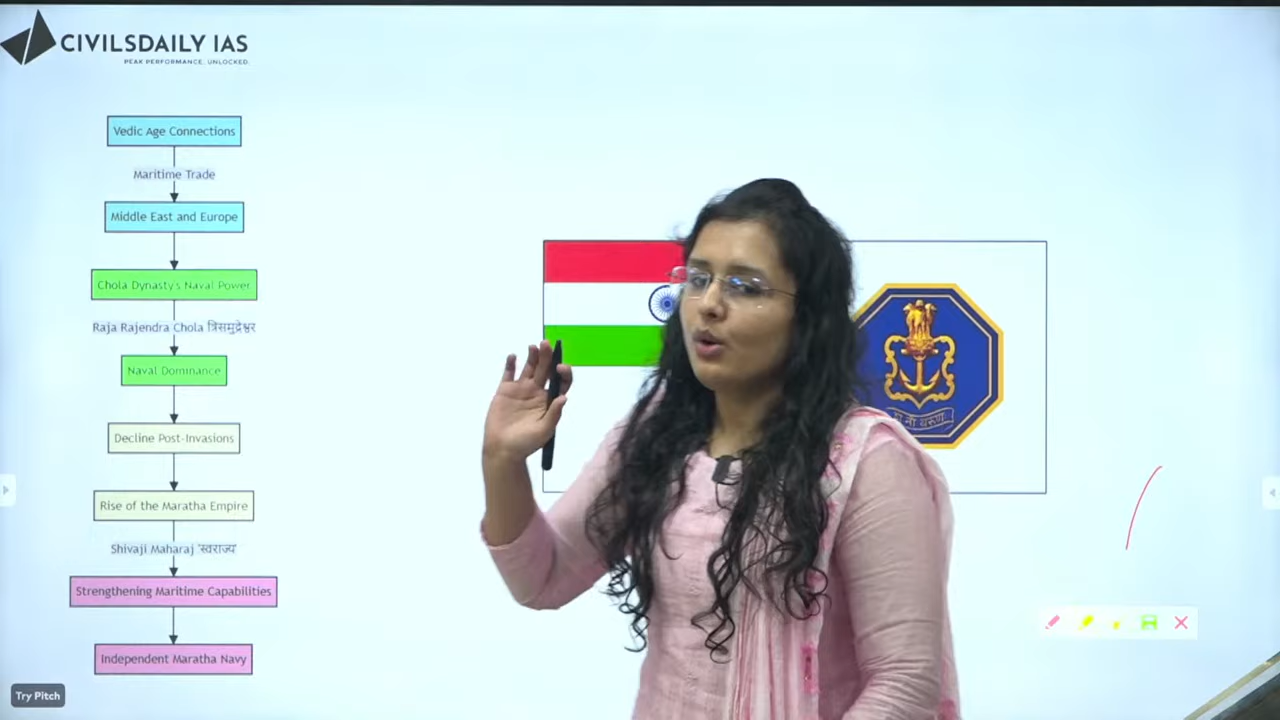 CIVILSDAILY IAS
PEAK PERFORMANCE. UNLOCKED.
Vedic Age Connections
Maritime Trade
Middle East and Europe
Chola Dynasty's Naval Power
Raja Rajendra Chola त्रिसमुद्रेश्वर
Naval Dominance
Decline Post-Invasions
Rise of the Maratha Empire
Shivaji Maharaj 'स्वराज्य'
Strengthening Maritime Capabilities
Independent Maratha Navy
नो वरुणः
Try Pitch